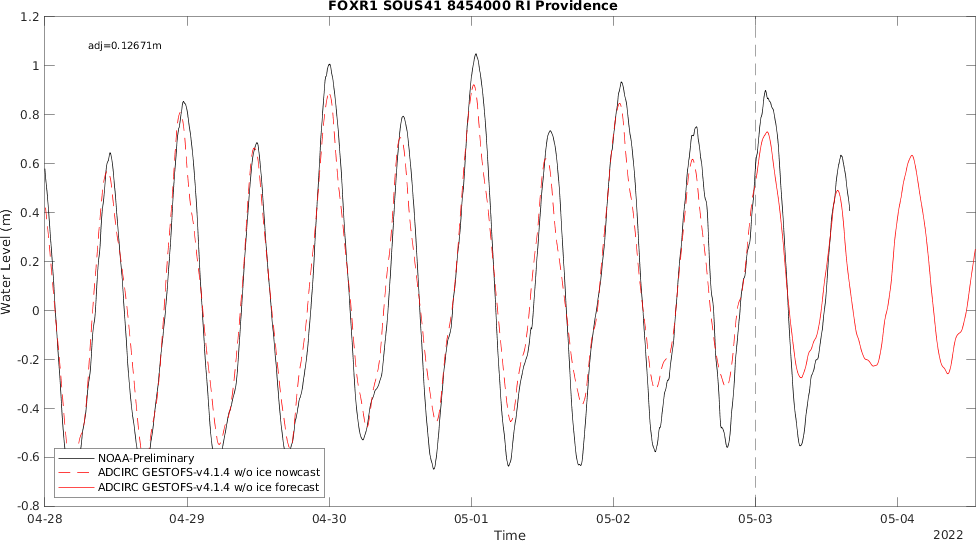 FOXR1 SOUS41 8454000 RI Providence
adj=0.12671m
Water Level (m)
1.2
1
0.8
0.6
0.4
0.2
0
-0.2
-0.4
-0.6
-0.8
NOAA-Preliminary
ADCIRC GESTOFS-v4.1.4 w/o ice nowcast
ADCIRC GESTOFS-v4.1.4 w/o ice forecast
04-28 04-29 04-30 05-01 05-02 05-03 05-04
Time
2022